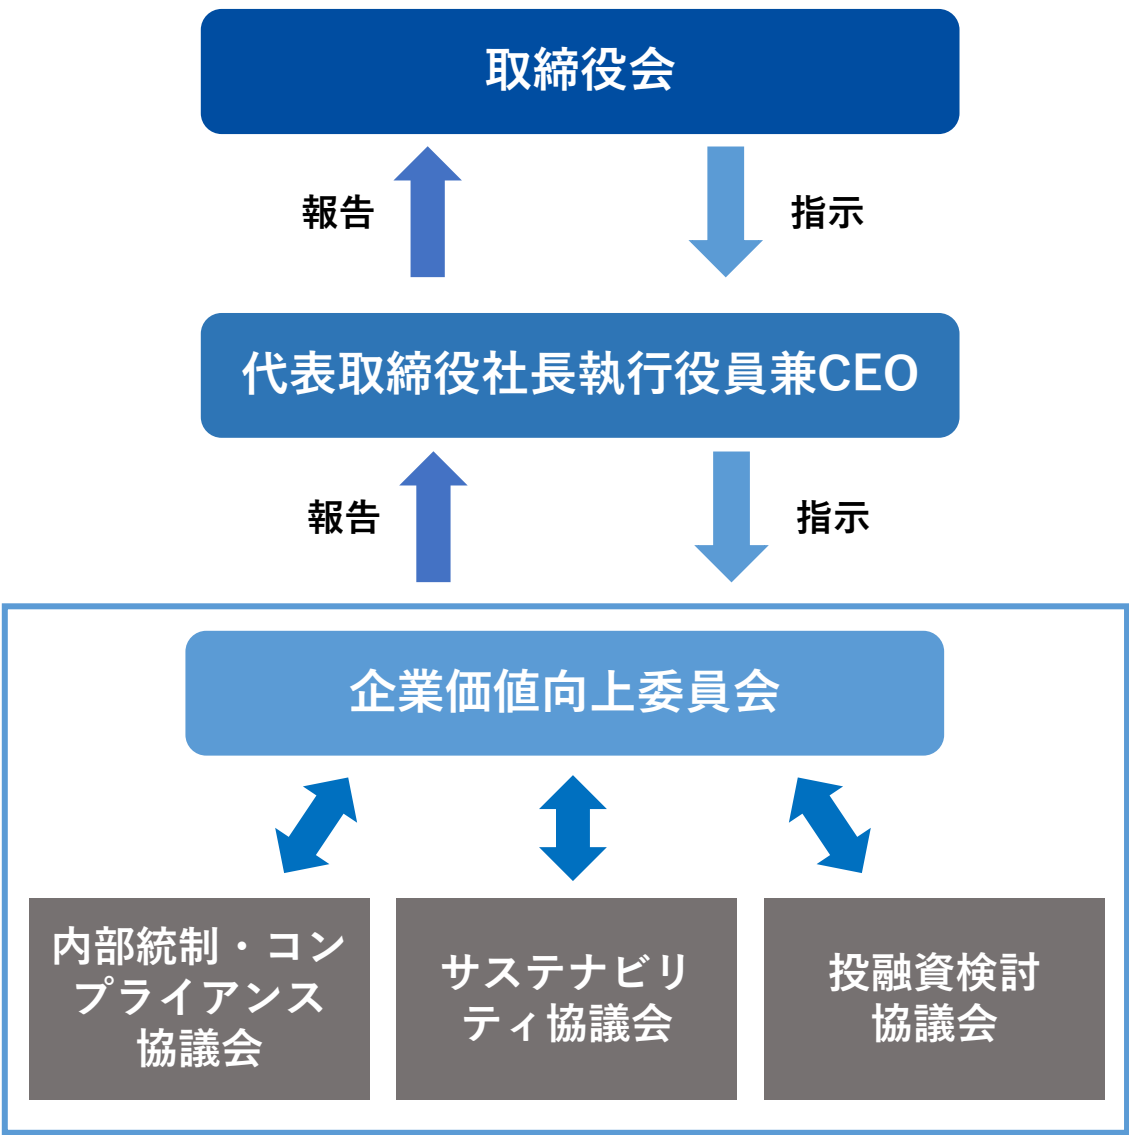 取締役会
報告
指示
代表取締役社長執行役員兼CEO
報告
指示
企業価値向上委員会
内部統制・コン
プライアンス
協議会
サステナビリ
ティ協議会
投融資検討
協議会